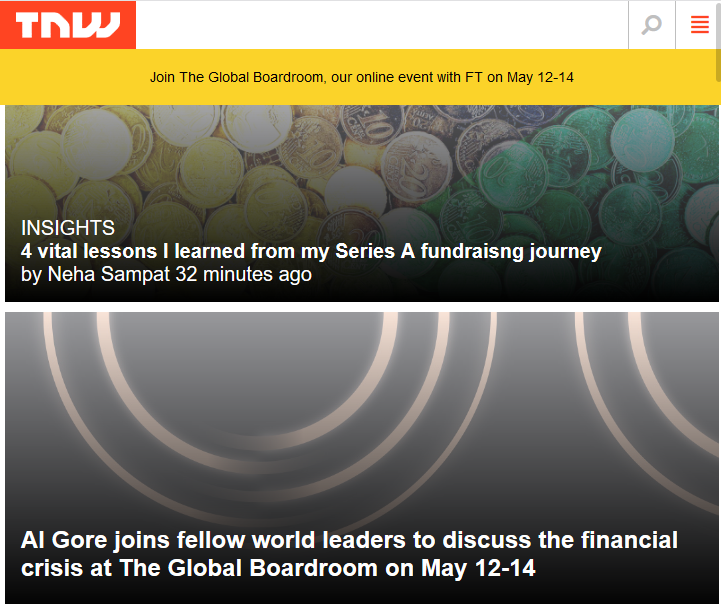 TNW
Join The Global Boardroom, our online event with FT on May 12-14
INSIGHTS
4 vital lessons I learned from my Series A fundraisng journey
by Neha Sampat 32 minutes ago
Al Gore joins fellow world leaders to discuss the financial
crisis at The Global Boardroom on May 12-14